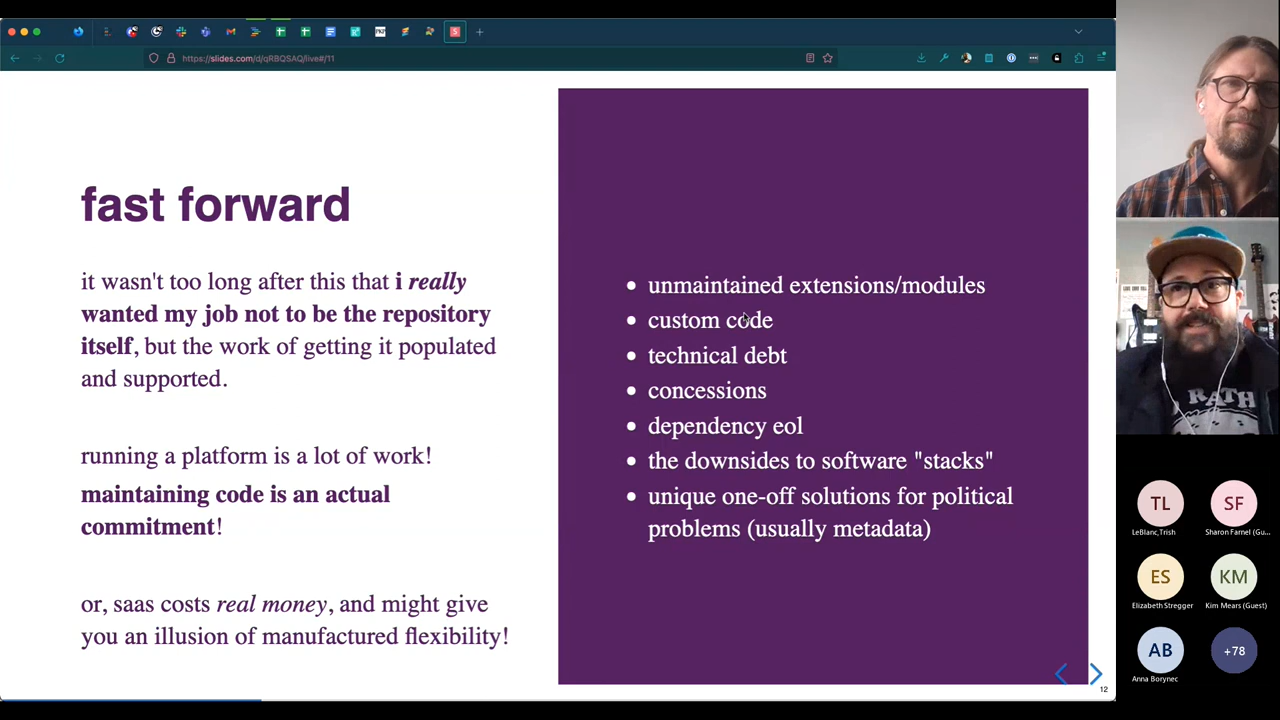 https://slides.com/d/qRBQSAQ/live#/11
fast forward
it wasn't too long after this that i really
wanted my job not to be the repository
itself, but the work of getting it populated
and supported.
running a platform is a lot of work!
maintaining code is an actual
commitment!
or, saas costs real money, and might give
you an illusion of manufactured flexibility!
• unmaintained extensions/modules
• custom code
• technical debt
• concessions
• dependency eol
• the downsides to software "stacks"
• unique one-off solutions for political
problems (usually metadata)
12
RATH
TL
LeBlanc,Trish
SF
Sharon Farnel (Gu...
ES
Elizabeth Stregger
KM
Kim Mears (Guest)
AB
Anna Borynec
+78